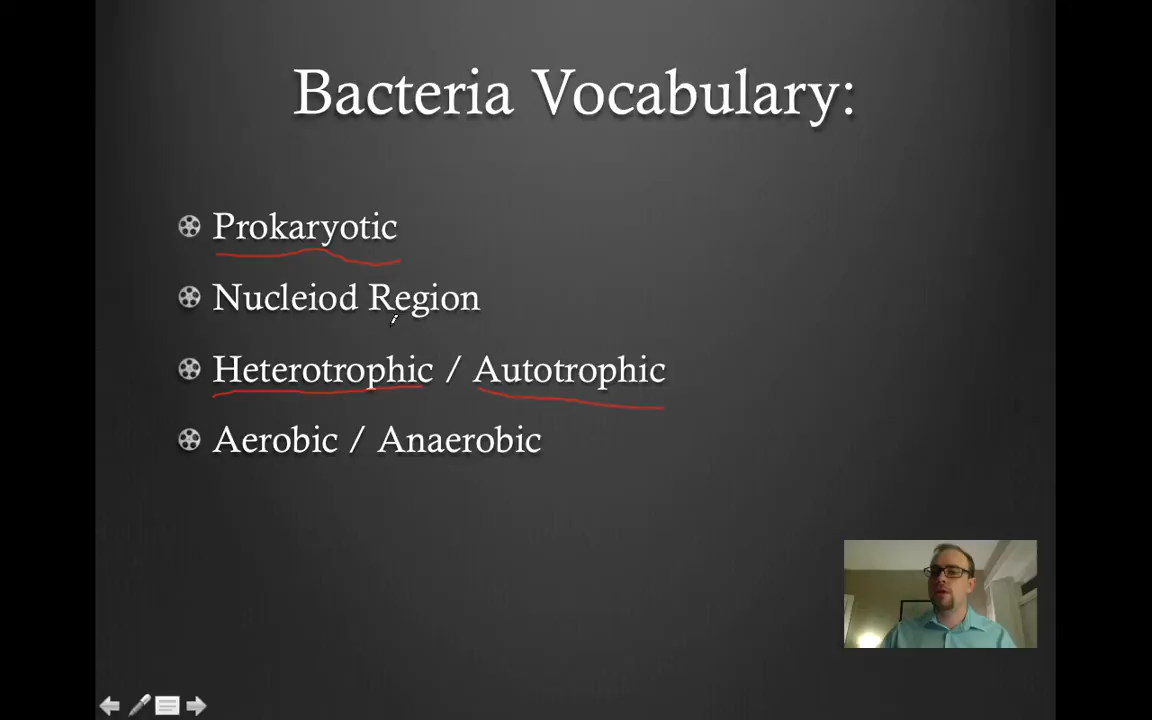 Bacteria Vocabulary:
Prokaryotic
Nucleiod Region
Heterotrophic / Autotrophic
Aerobic / Anaerobic